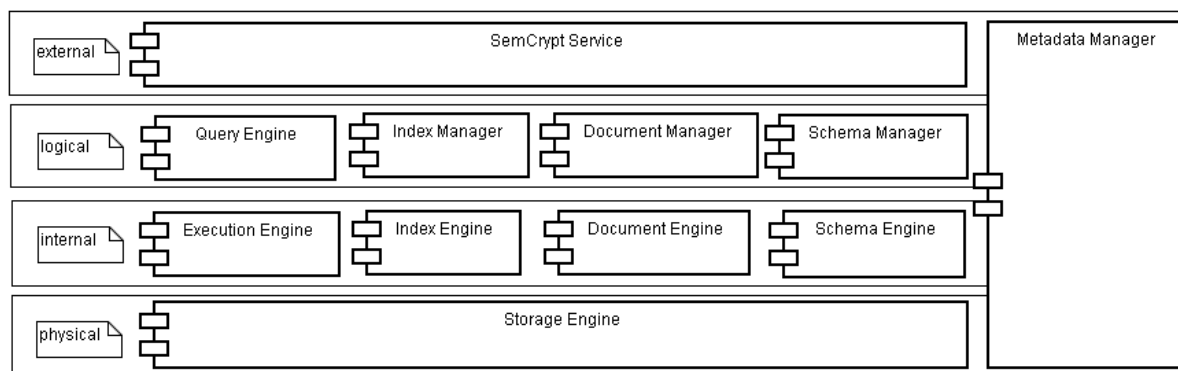 external
SemCrypt Service
Metadata Manager
logical
Query Engine
Index Manager
Document Manager
Schema Manager
internal
Execution Engine
Index Engine
Document Engine
Schema Engine
physical
Storage Engine